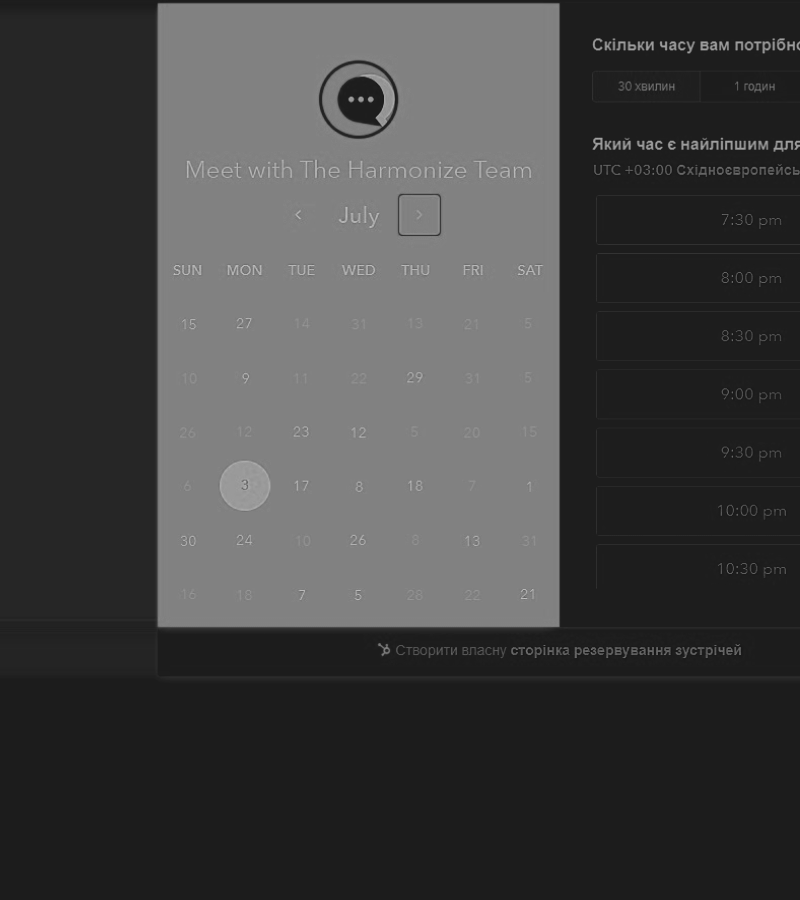 Meet with The Harmonize Team
July
SUN MON TUE WED THU FRI SAT
15 27 14 31 13 21 5
10 9 11 22 29 31 5
26 12 23 12 5 20 15
6 3 17 8 18 7 1
30 24 10 26 8 13 31
16 18 7 5 28 22 21
Скільки часу вам потрібно
30 хвилин 1 годин
Який час є найліпшим для
UTC +03:00 Східноєвропейсь
7:30 pm
8:00 pm
8:30 pm
9:00 pm
9:30 pm
10:00 pm
10:30 pm
Створити власну сторінка резервування зустрічей